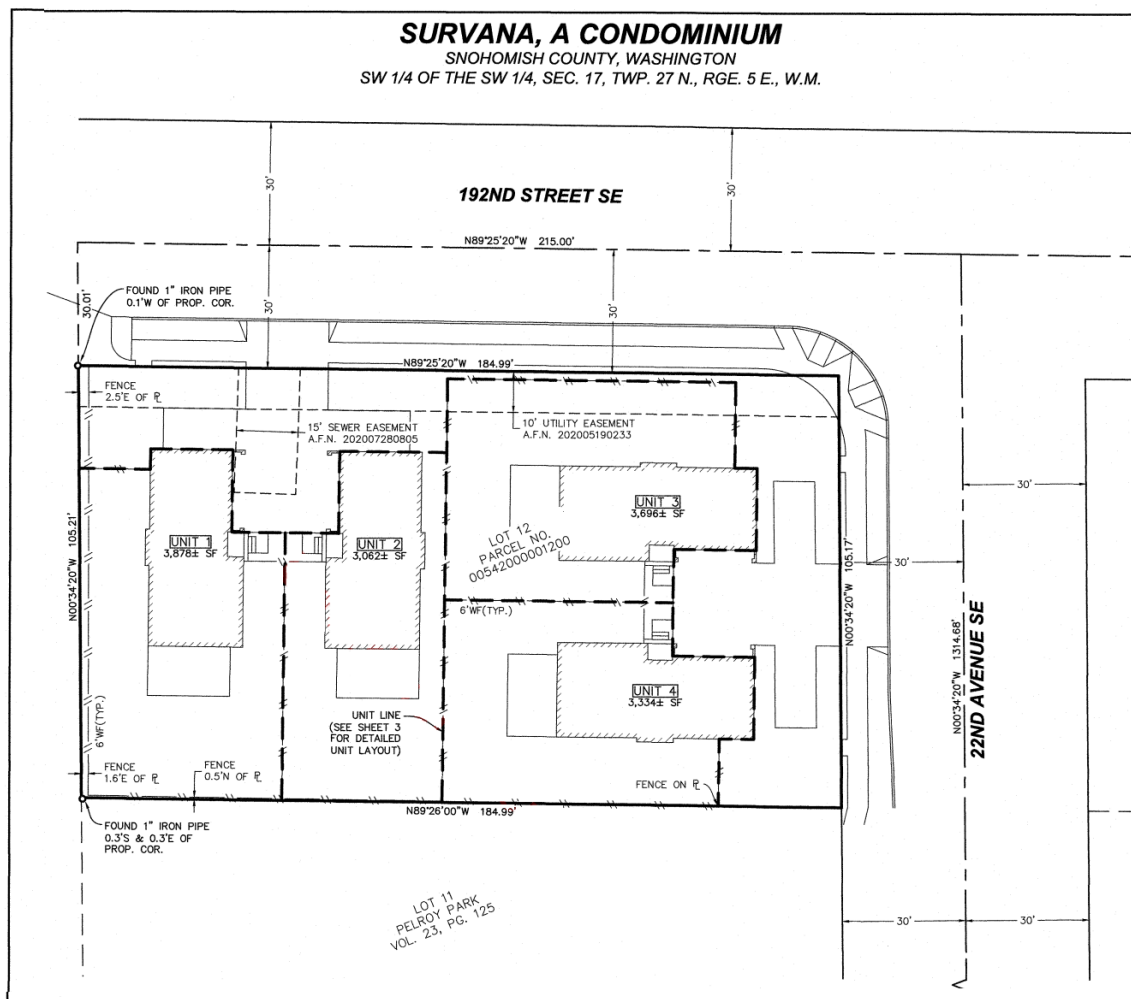 SURVANA, A CONDOMINIUM
SNOHOMISH COUNTY, WASHINGTON
SW 1/4 OF THE SW 1/4, SEC. 17, TWP. 27 N., RGE. 5 E., W.M.
30'
30'
192ND STREET SE
N89°25'20"W 215.00'
30.01'
FOUND 1" IRON PIPE
0.1'W OF PROP. COR.
30'
30'
N89°25'20"W 184.99'
FENCE
2.5'E OF ℞
15' SEWER EASEMENT
A.F.N. 202007280805
10' UTILITY EASEMENT
A.F.N. 202005190233
30'
UNIT 1
3,878± SF
UNIT 2
3,062± SF
UNIT 3
3,696± SF
LOT 12
PARCEL NO.
00542000001200
30'
N00°34'20"W 105.21'
N00°34'20"W 105.17'
6'WF(TYP.)
N00°34'20"W 1314.68'
22ND AVENUE SE
UNIT 4
3,334± SF
6'WF(TYP.)
UNIT LINE
(SEE SHEET 3
FOR DETAILED
UNIT LAYOUT)
FENCE
1.6'E OF ℞
FENCE
0.5'N OF ℞
FENCE ON ℞
N89°26'00"W 184.99'
FOUND 1" IRON PIPE
0.3'S & 0.3'E OF
PROP. COR.
LOT 11
PELROY PARK
VOL. 23, PG. 125
30'
30'